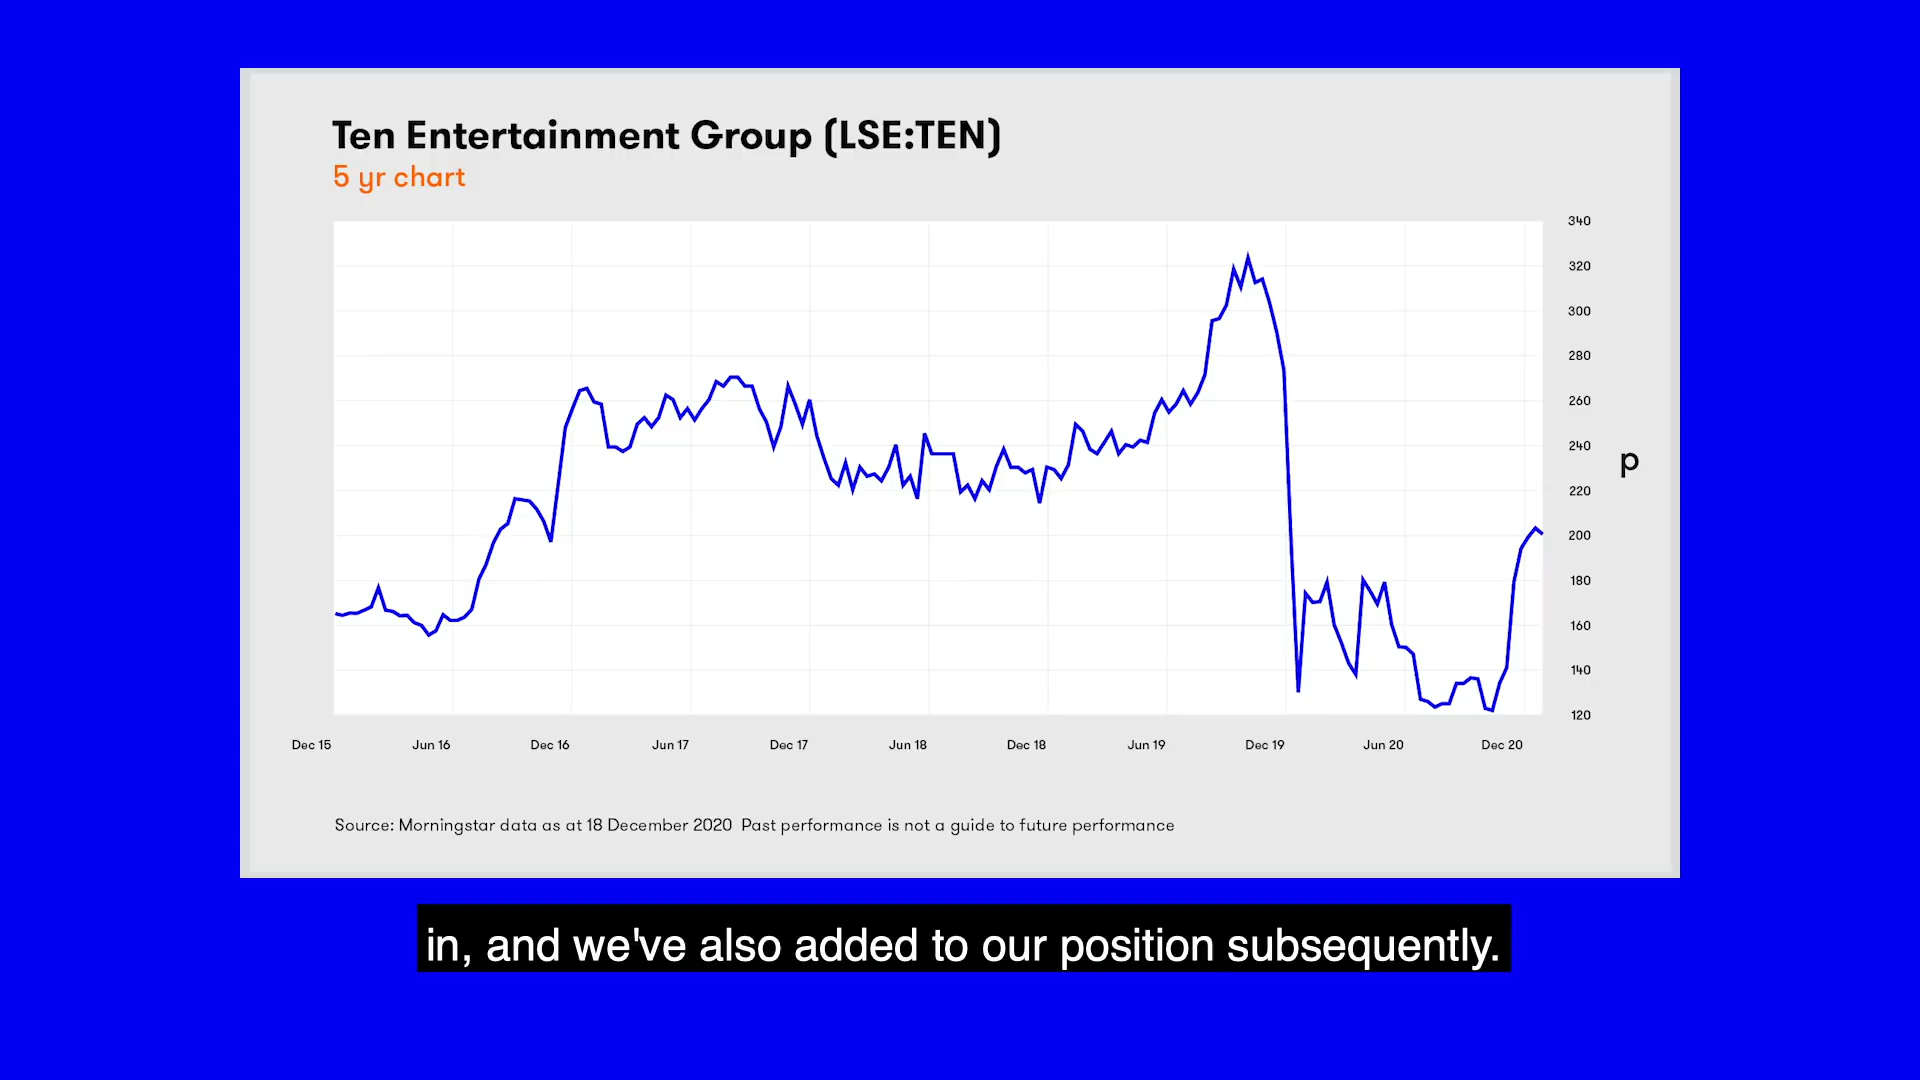 Ten Entertainment Group (LSE:TEN)
5 yr chart
340
320
300
280
260
240
p
220
200
180
160
140
120
Dec 15 Jun 16 Dec 16 Jun 17 Dec 17 Jun 18 Dec 18 Jun 19 Dec 19 Jun 20 Dec 20
Source: Morningstar data as at 18 December 2020 Past performance is not a guide to future performance
in, and we've also added to our position subsequently.